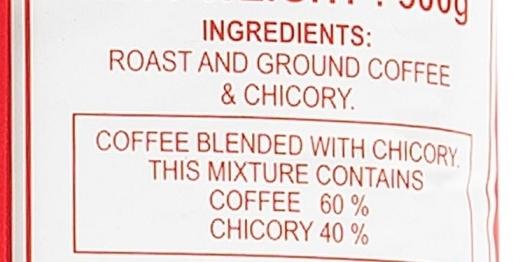 INGREDIENTS:
ROAST AND GROUND COFFEE
& CHICORY.
COFFEE BLENDED WITH CHICORY.
THIS MIXTURE CONTAINS
COFFEE 60 %
CHICORY 40 %